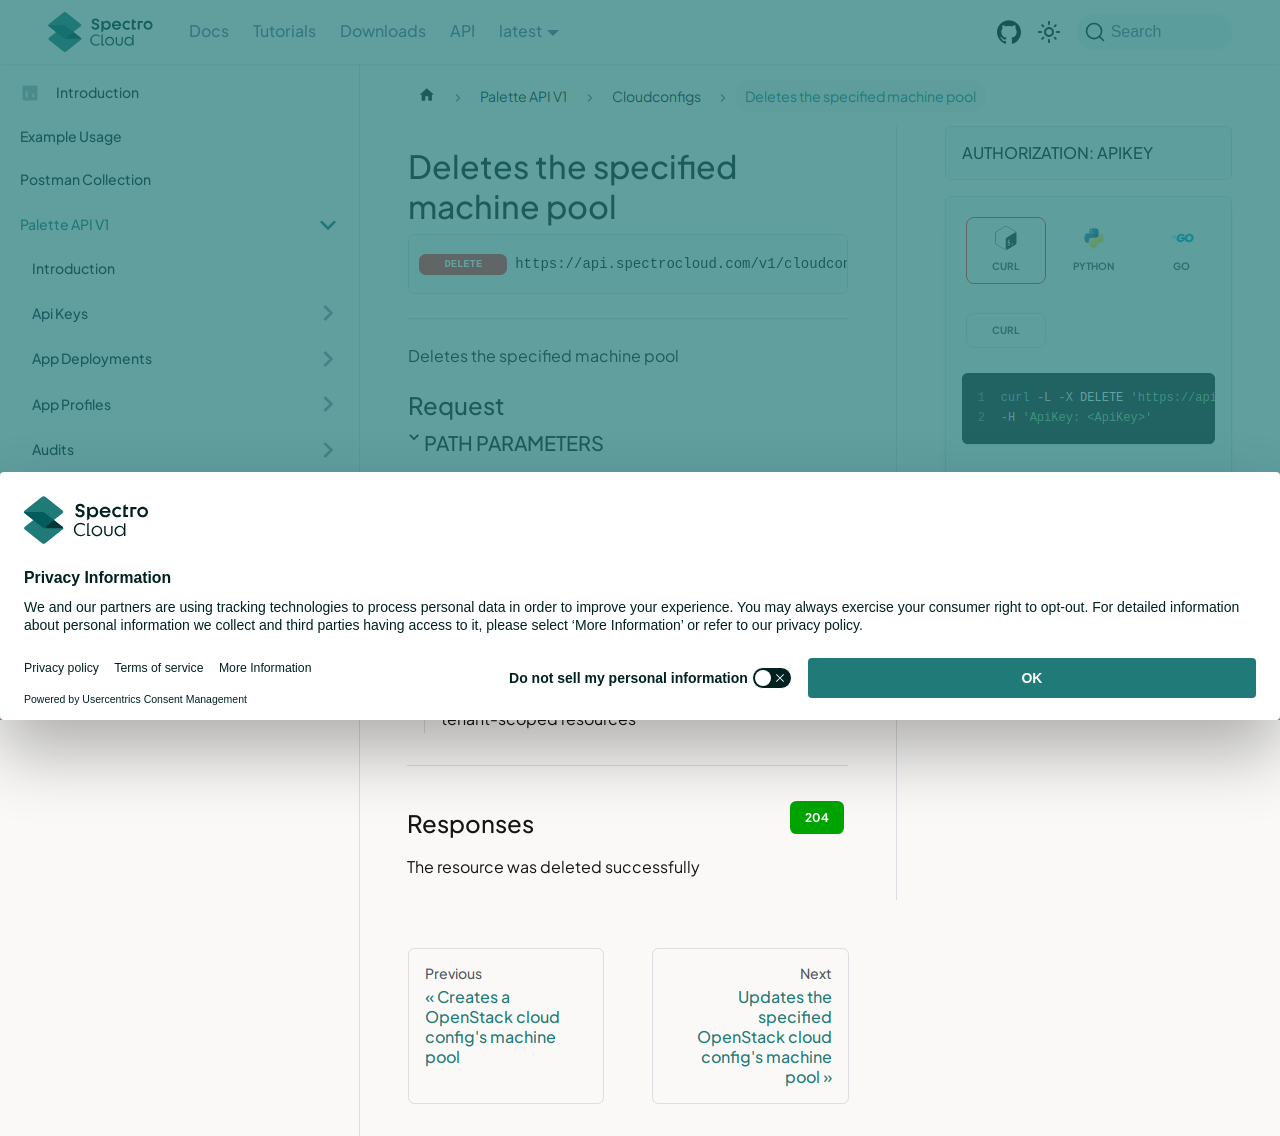 Spectro Cloud
Docs
Tutorials
Downloads
API
latest
Search
Introduction
Example Usage
Postman Collection
Palette API V1
Introduction
Api Keys
App Deployments
App Profiles
Audits
Palette API V1
Cloudconfigs
Deletes the specified machine pool
Deletes the specified
machine pool
DELETE
https://api.spectrocloud.com/v1/cloudcon
Deletes the specified machine pool
Request
PATH PARAMETERS
AUTHORIZATION: APIKEY
CURL
PYTHON
GO
CURL
1 curl -L -X DELETE 'https://api
2 -H 'ApiKey: <ApiKey>'
Spectro
Cloud
Privacy Information
We and our partners are using tracking technologies to process personal data in order to improve your experience. You may always exercise your consumer right to opt-out. For detailed information
about personal information we collect and third parties having access to it, please select ‘More Information’ or refer to our privacy policy.
Privacy policy
Terms of service
More Information
Do not sell my personal information
OK
Powered by Usercentrics Consent Management
tenant-scoped resources
Responses
204
The resource was deleted successfully
Previous
« Creates a
OpenStack cloud
config's machine
pool
Next
Updates the
specified
OpenStack cloud
config's machine
pool »